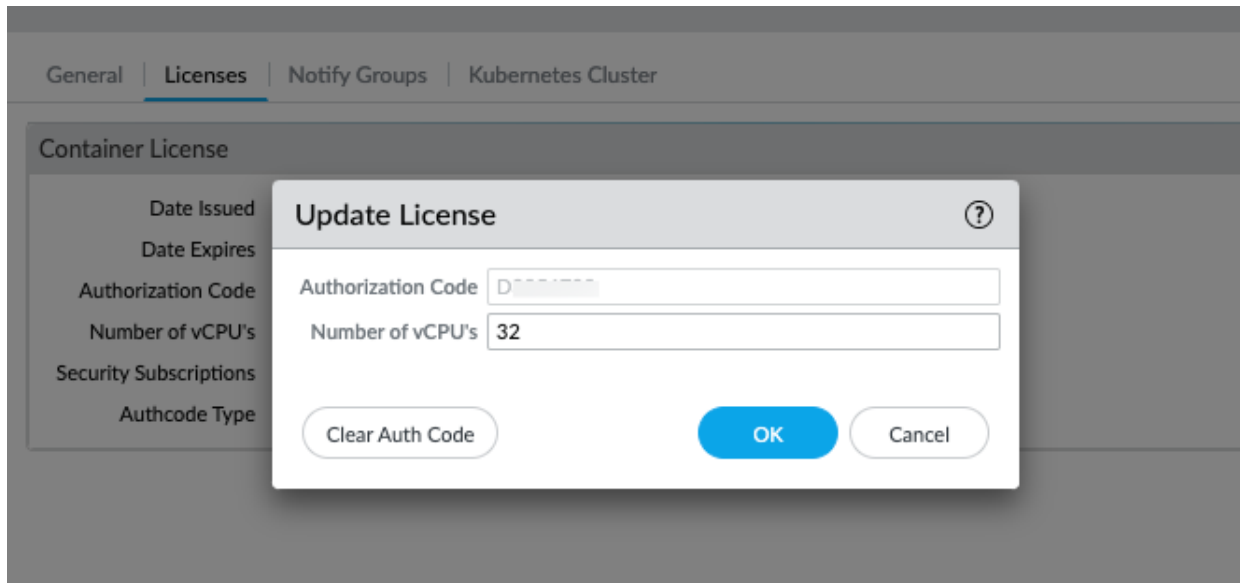 General Licenses Notify Groups Kubernetes Cluster
Container License
Date Issued
Date Expires
Authorization Code
Number of vCPU's
Security Subscriptions
Authcode Type
Update License ?
Authorization Code
Number of vCPU's 32
Clear Auth Code OK Cancel